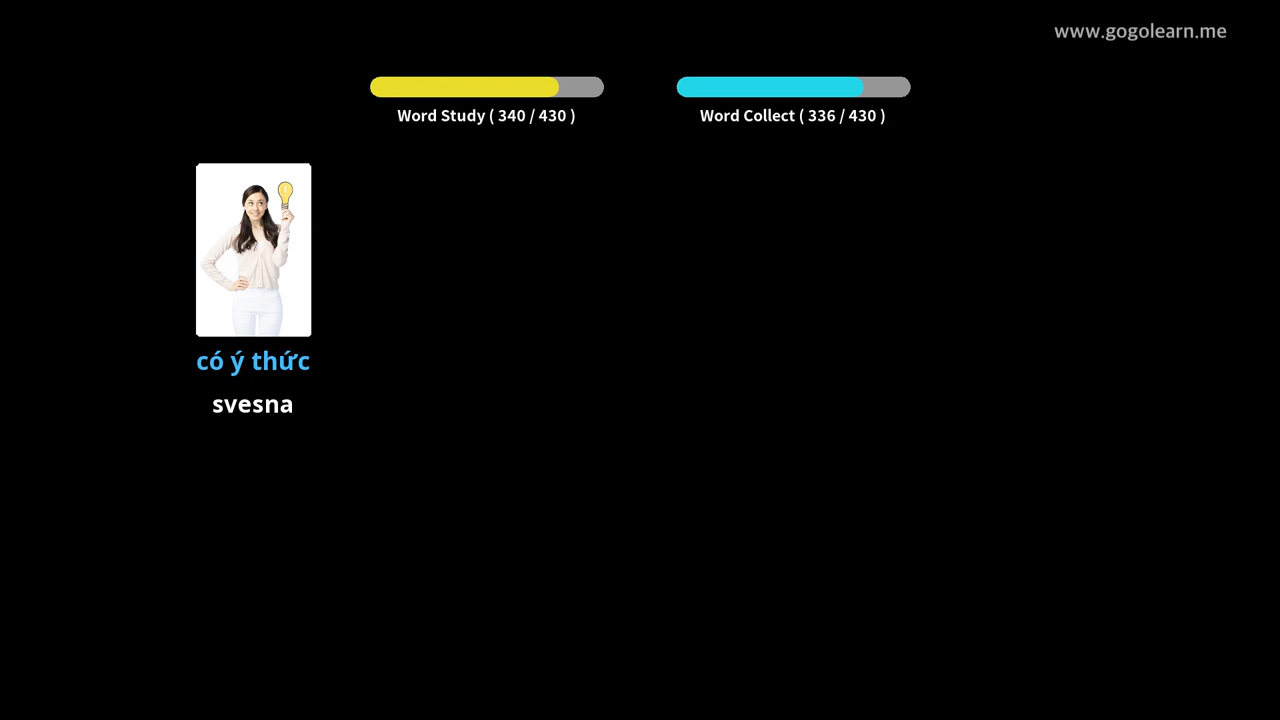 www.gogolearn.me
Word Study ( 340 / 430 )
Word Collect ( 336 / 430 )
có ý thức
svesna